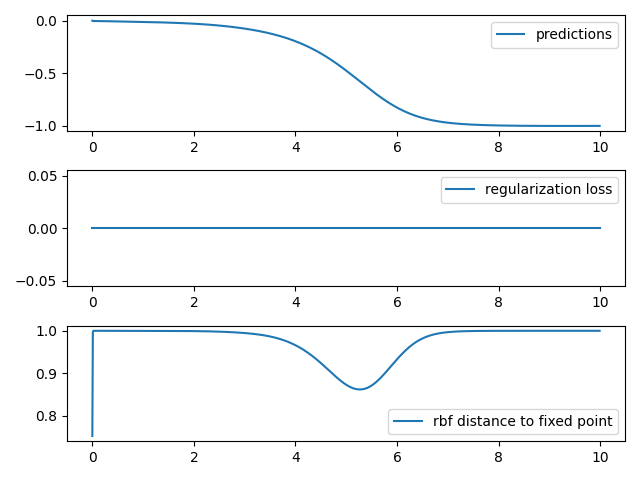 0.0
−0.5
−1.0
predictions
0 2 4 6 8 10
0.05
0.00
−0.05
regularization loss
0 2 4 6 8 10
1.0
0.9
0.8
rbf distance to fixed point
0 2 4 6 8 10